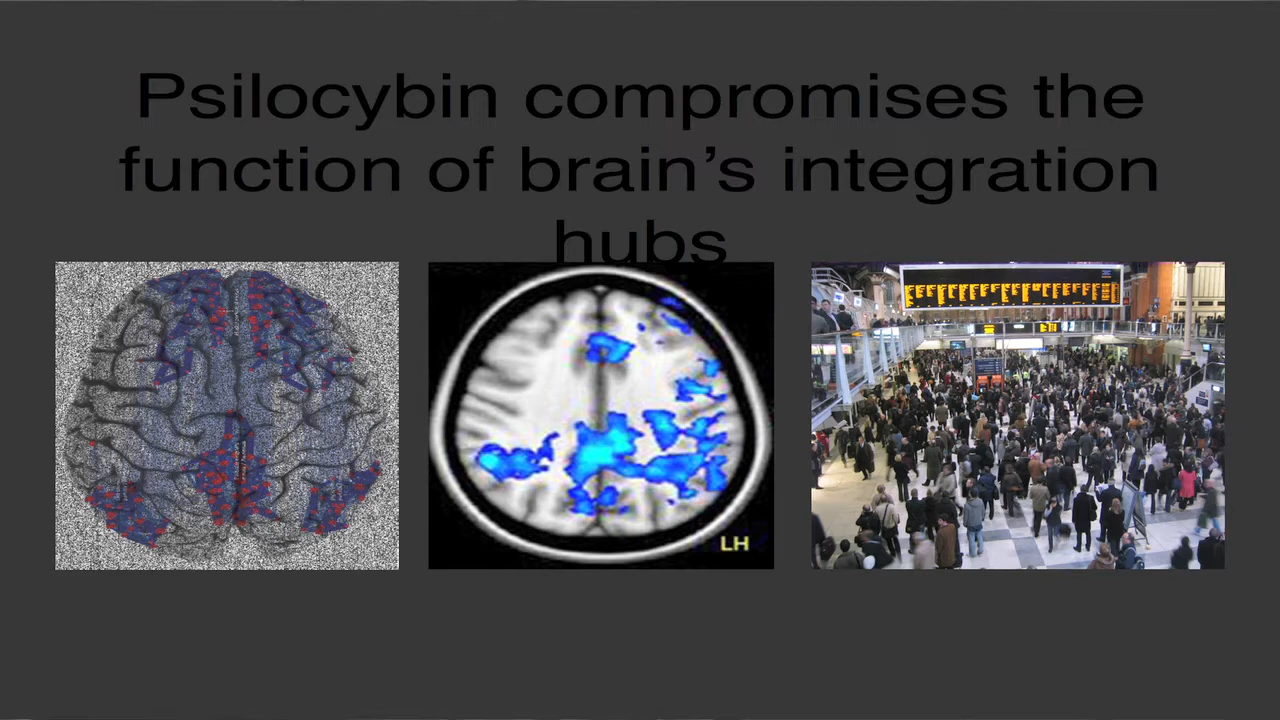 Psilocybin compromises the
function of brain’s integration
hubs
LH